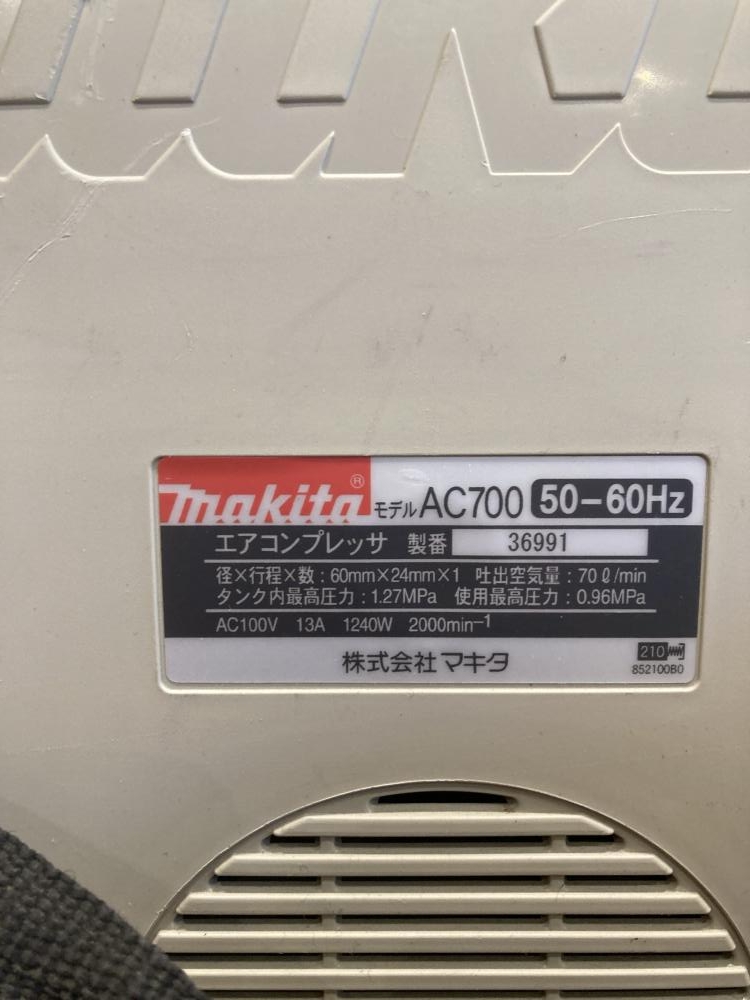 makita® モデル AC700 50-60Hz
エアコンプレッサ 製番 36991
径×行程×数：60mm×24mm×1 吐出空気量：70ℓ/min
タンク内最高圧力：1.27MPa 使用最高圧力：0.96MPa
AC100V 13A 1240W 2000min⁻¹
株式会社 マキタ
210
852100B0